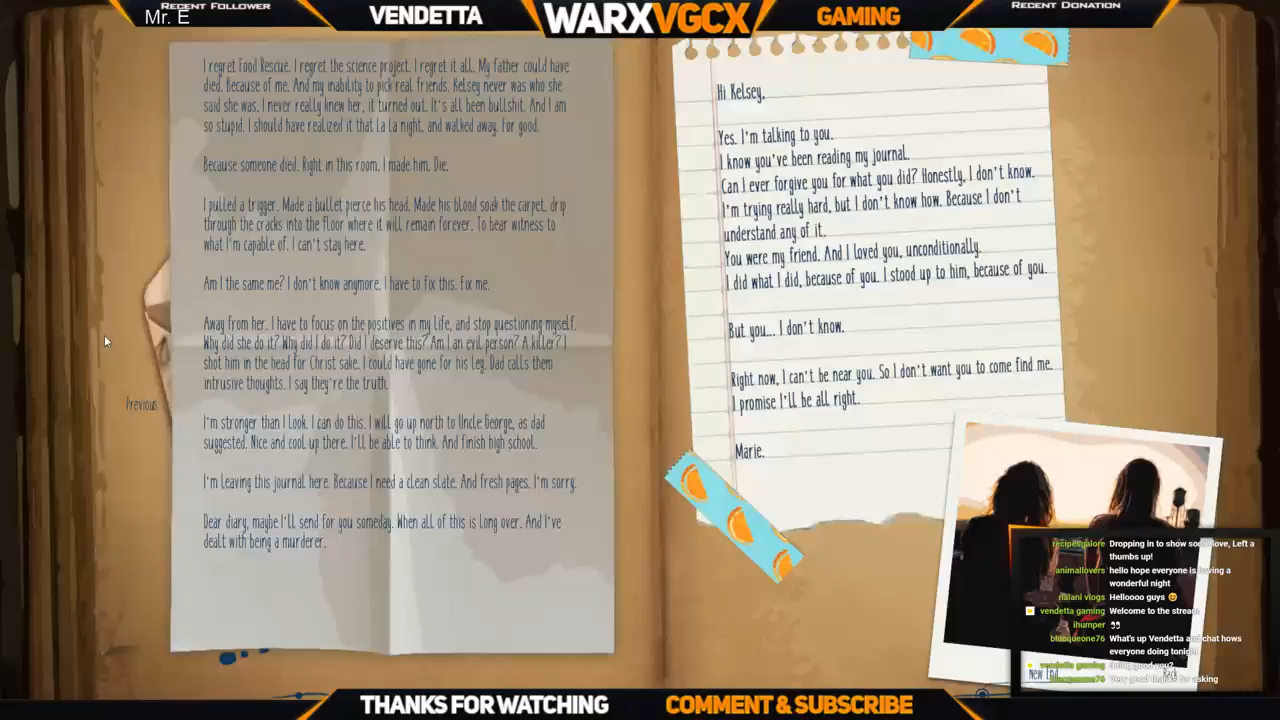 RECENT FOLLOWER
Mr. E
VENDETTA
WARXVGCX
GAMING
RECENT DONATION
I regret Food Rescue. I regret the science project. I regret it all. My father could have
died. Because of me. And my inability to pick real friends. Kelsey never was who she
said she was. I never really knew her, it turned out. It's all been bullshit. And I am
so stupid. I should have realized it that La La night, and walked away. For good.
Because someone died. Right in this room. I made him. Die.
I pulled a trigger. Made a bullet pierce his head. Made his blood soak the carpet, drip
through the cracks into the floor where it will remain forever. To bear witness to
what I'm capable of. I can't stay here.
Am I the same me? I don't know anymore. I have to fix this. Fix me.
Away from her. I have to focus on the positives in my life, and stop questioning myself.
Why did she do it? Why did I do it? Did I deserve this? Am I an evil person? A killer? I
shot him in the head for Christ sake. I could have gone for his leg. Dad calls them
intrusive thoughts. I say they're the truth.
I'm stronger than I look. I can do this. I will go up north to Uncle George, as dad
suggested. Nice and cool up there. I'll be able to think. And finish high school.
I'm leaving this journal here. Because I need a clean slate. And fresh pages. I'm sorry.
Dear diary, maybe I'll send for you someday. When all of this is long over. And I've
dealt with being a murderer.
Previous
Hi Kelsey.
Yes. I'm talking to you.
I know you've been reading my journal.
Can I ever forgive you for what you did? Honestly, I don't know.
I'm trying really hard, but I don't know how. Because I don't
understand any of it.
You were my friend. And I loved you, unconditionally.
I did what I did, because of you. I stood up to him, because of you.
But you... I don't know.
Right now, I can't be near you. So I don't want you to come find me.
I promise I'll be all right.
Marie.
recipesgalore Dropping in to show some love, Left a
thumbs up!
animallovers hello hope everyone is having a
wonderful night
nalani vlogs Helloooo guys 😊
vendetta gaming Welcome to the stream
ihumper 👀
blacqueone76 What's up Vendetta and chat hows
everyone doing tonight
vendetta gaming doing good you?
blacqueone76 Very good thanks for asking
New End
Back
THANKS FOR WATCHING
COMMENT & SUBSCRIBE